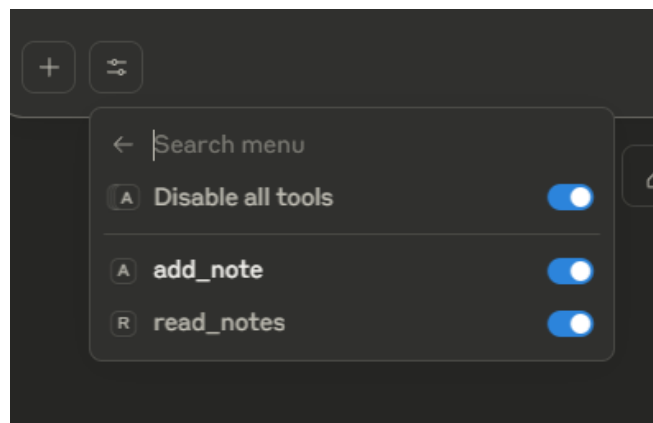 Search menu
A Disable all tools
A add_note
R read_notes